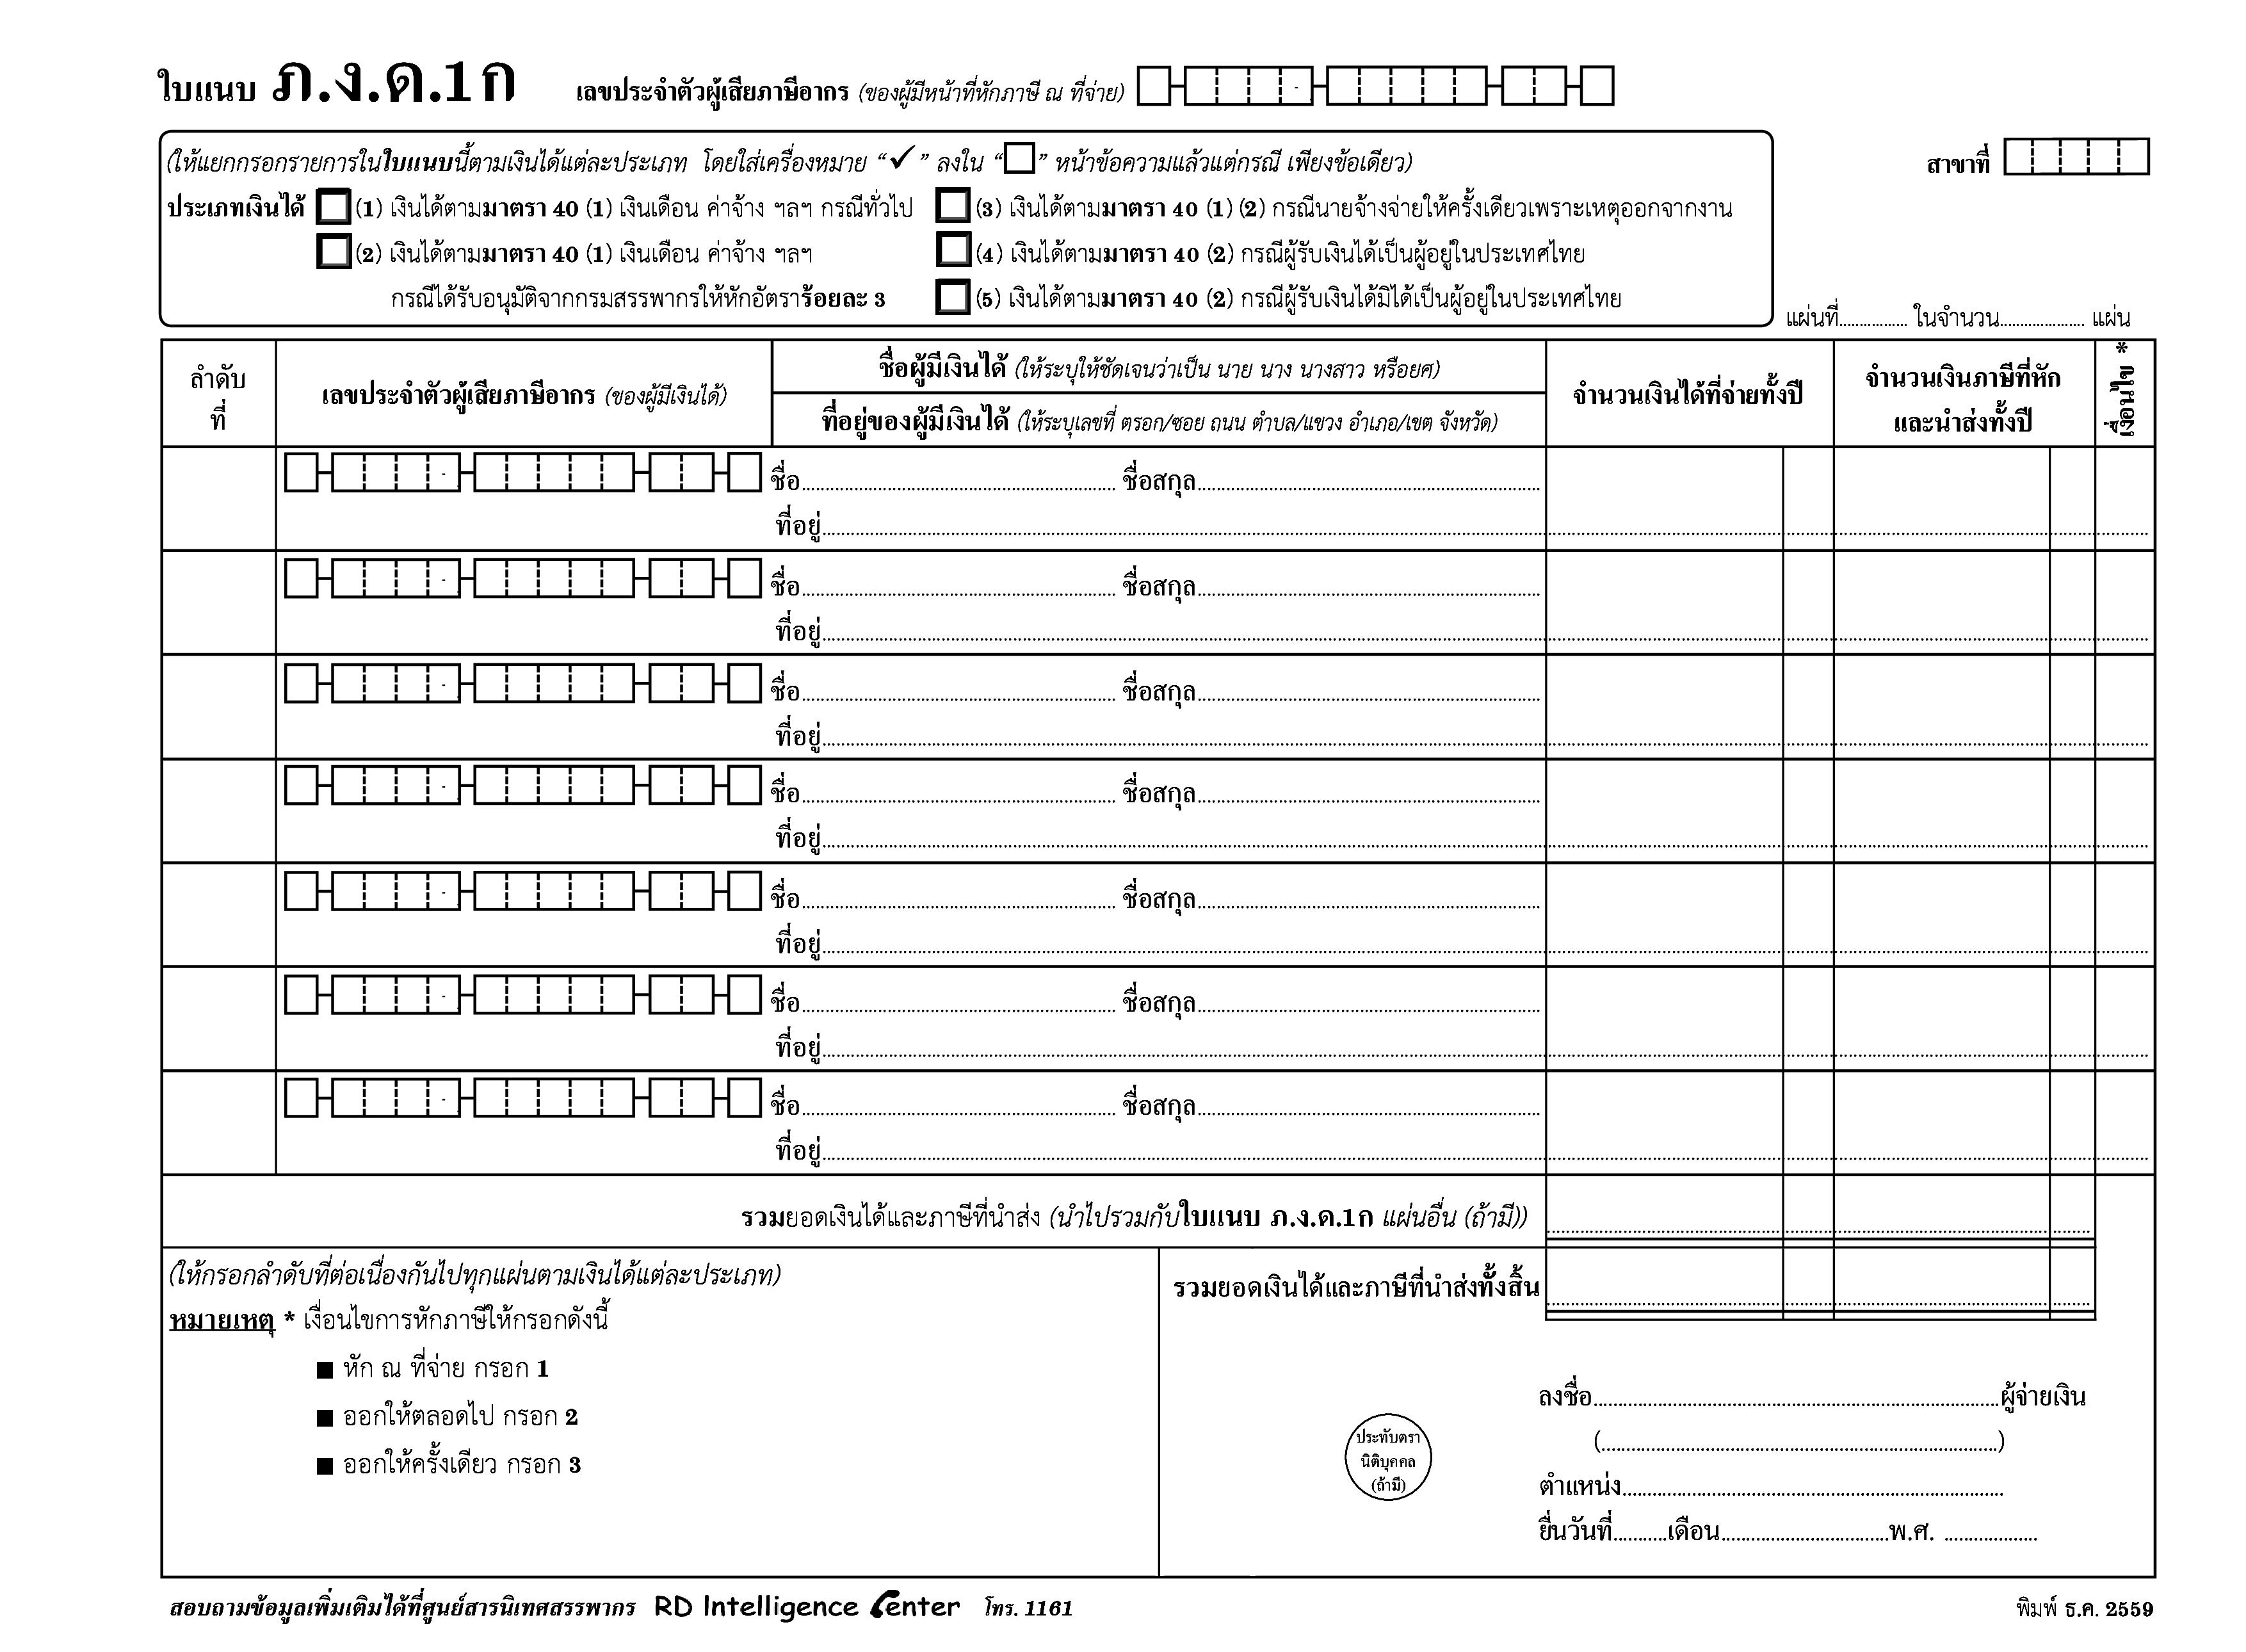 ใบแนบ ภ.ง.ด.1ก เลขประจำตัวผู้เสียภาษีอากร (ของผู้มีหน้าที่หักภาษี ณ ที่จ่าย)
(ให้แยกกรอกรายการในใบแนบนี้ตามเงินได้แต่ละประเภท โดยใส่เครื่องหมาย “✓” ลงใน “☐” หน้าข้อความแล้วแต่กรณี เพียงข้อเดียว)
สาขาที่
ประเภทเงินได้ ☐ (1) เงินได้ตามมาตรา 40 (1) เงินเดือน ค่าจ้าง ฯลฯ กรณีทั่วไป ☐ (3) เงินได้ตามมาตรา 40 (1) (2) กรณีนายจ้างจ่ายให้ครั้งเดียวเพราะเหตุออกจากงาน
☐ (2) เงินได้ตามมาตรา 40 (1) เงินเดือน ค่าจ้าง ฯลฯ ☐ (4) เงินได้ตามมาตรา 40 (2) กรณีผู้รับเงินได้เป็นผู้อยู่ในประเทศไทย
กรณีได้รับอนุมัติจากกรมสรรพากรให้หักอัตราร้อยละ 3 ☐ (5) เงินได้ตามมาตรา 40 (2) กรณีผู้รับเงินได้มิได้เป็นผู้อยู่ในประเทศไทย
แผ่นที่................ ในจำนวน.................... แผ่น
ลำดับ
ที่
เลขประจำตัวผู้เสียภาษีอากร (ของผู้มีเงินได้)
ชื่อผู้มีเงินได้ (ให้ระบุให้ชัดเจนว่าเป็น นาย นาง นางสาว หรือยศ)
ที่อยู่ของผู้มีเงินได้ (ให้ระบุเลขที่ ตรอก/ซอย ถนน ตำบล/แขวง อำเภอ/เขต จังหวัด)
จำนวนเงินได้ที่จ่ายทั้งปี
จำนวนเงินภาษีที่หัก
และนำส่งทั้งปี
เงื่อนไข *
ชื่อ.................... ชื่อสกุล....................
ที่อยู่....................
ชื่อ.................... ชื่อสกุล....................
ที่อยู่....................
ชื่อ.................... ชื่อสกุล....................
ที่อยู่....................
ชื่อ.................... ชื่อสกุล....................
ที่อยู่....................
ชื่อ.................... ชื่อสกุล....................
ที่อยู่....................
ชื่อ.................... ชื่อสกุล....................
ที่อยู่....................
ชื่อ.................... ชื่อสกุล....................
ที่อยู่....................
รวมยอดเงินได้และภาษีที่นำส่ง (นำไปรวมกับใบแนบ ภ.ง.ด.1ก แผ่นอื่น (ถ้ามี))
(ให้กรอกลำดับที่ต่อเนื่องกันไปทุกแผ่นตามเงินได้แต่ละประเภท)
หมายเหตุ * เงื่อนไขการหักภาษีให้กรอกดังนี้
■ หัก ณ ที่จ่าย กรอก 1
■ ออกให้ตลอดไป กรอก 2
■ ออกให้ครั้งเดียว กรอก 3
รวมยอดเงินได้และภาษีที่นำส่งทั้งสิ้น
ประทับตรา
นิติบุคคล
(ถ้ามี)
ลงชื่อ....................ผู้จ่ายเงิน
(....................)
ตำแหน่ง....................
ยื่นวันที่..........เดือน....................พ.ศ. ..................
สอบถามข้อมูลเพิ่มเติมได้ที่ศูนย์สารนิเทศสรรพากร RD Intelligence Center โทร. 1161
พิมพ์ ธ.ค. 2559